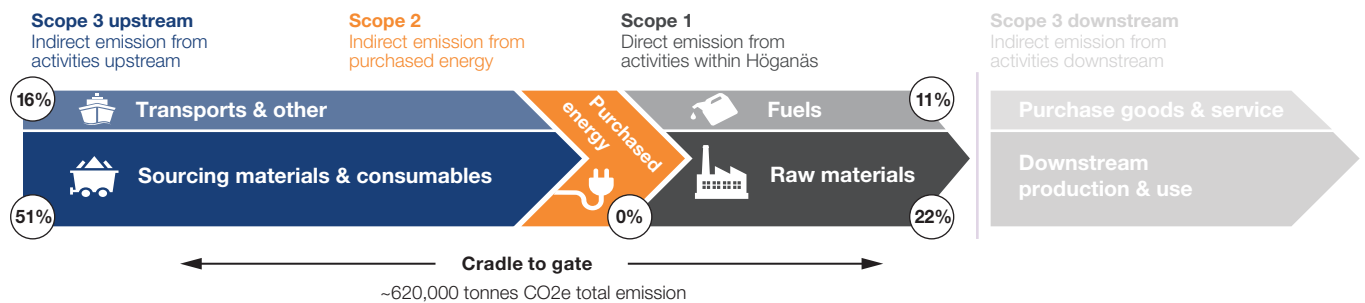 Scope 3 upstream
Indirect emission from
activities upstream
Scope 2
Indirect emission from
purchased energy
Scope 1
Direct emission from
activities within Höganäs
Scope 3 downstream
Indirect emission from
activities downstream
16%
Transports & other
51%
Sourcing materials & consumables
Purchased
energy
0%
Fuels
11%
Raw materials
22%
Purchase goods & service
Downstream
production & use
Cradle to gate
~620,000 tonnes CO2e total emission